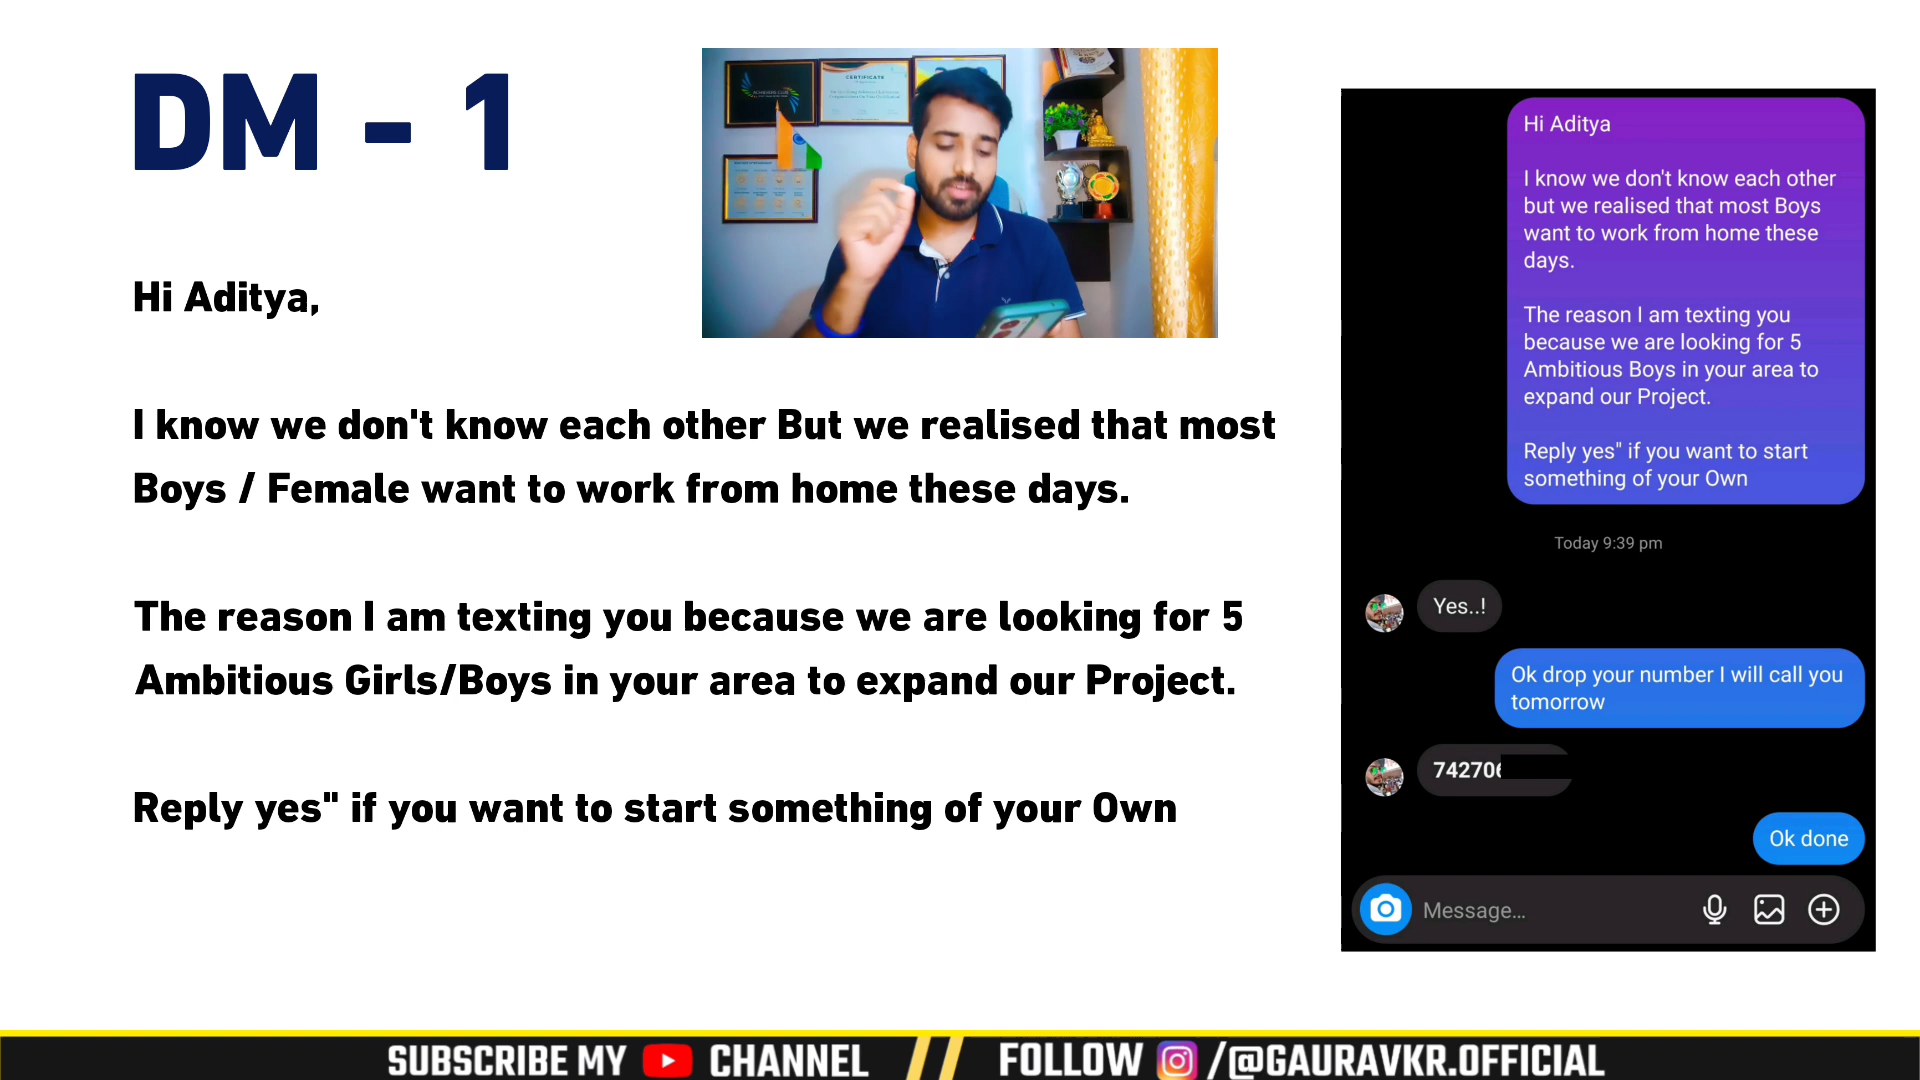 DM - 1
CERTIFICATE
Hi Aditya,
I know we don't know each other But we realised that most
Boys / Female want to work from home these days.
The reason I am texting you because we are looking for 5
Ambitious Girls/Boys in your area to expand our Project.
Reply yes" if you want to start something of your Own
Hi Aditya
I know we don't know each other
but we realised that most Boys
want to work from home these
days.
The reason I am texting you
because we are looking for 5
Ambitious Boys in your area to
expand our Project.
Reply yes" if you want to start
something of your Own
Today 9:39 pm
Yes..!
Ok drop your number I will call you
tomorrow
742706
Ok done
Message...
SUBSCRIBE MY CHANNEL // FOLLOW /@GAURAVKR.OFFICIAL